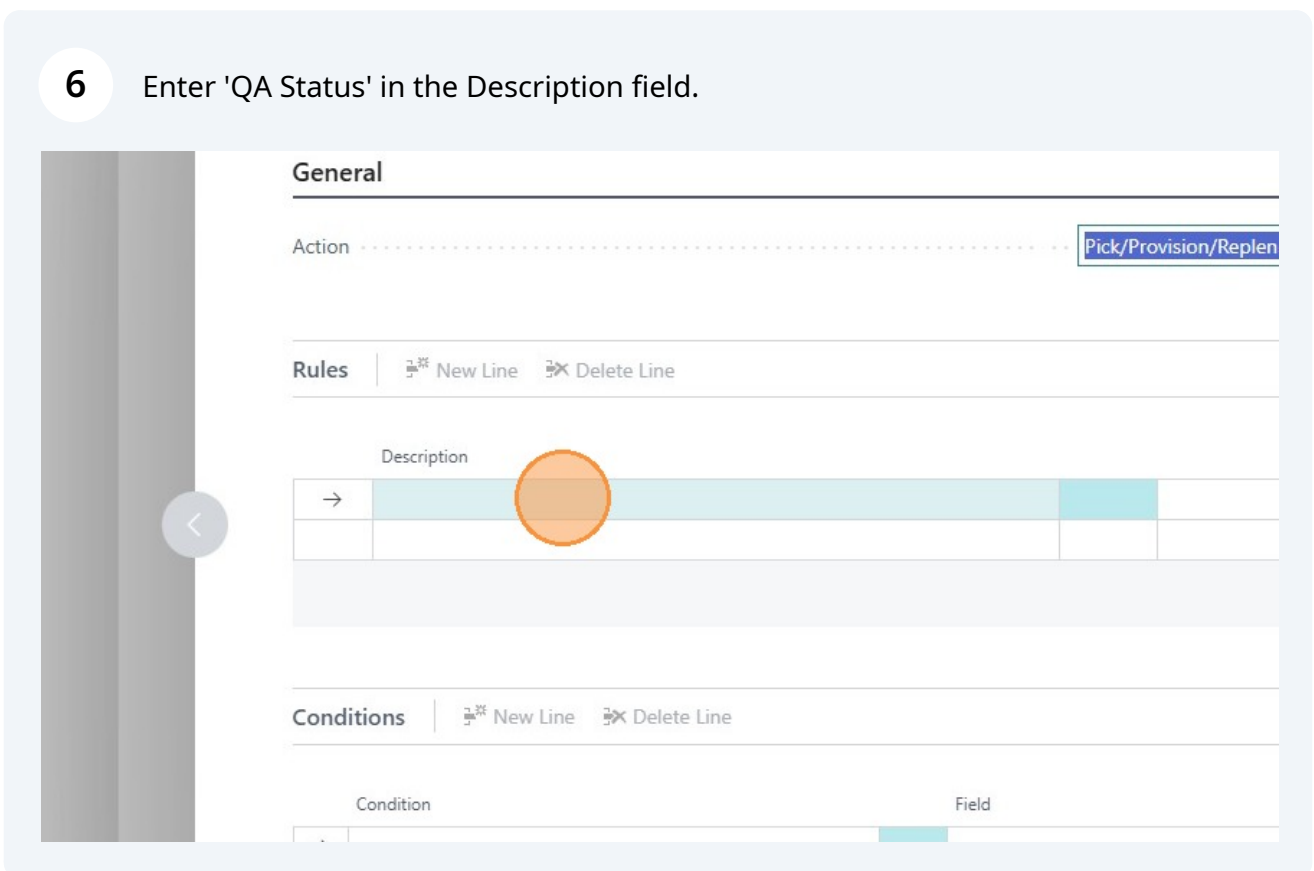 6 Enter 'QA Status' in the Description field.
General
Action Pick/Provision/Replen
Rules New Line Delete Line
Description
Conditions New Line Delete Line
Condition Field